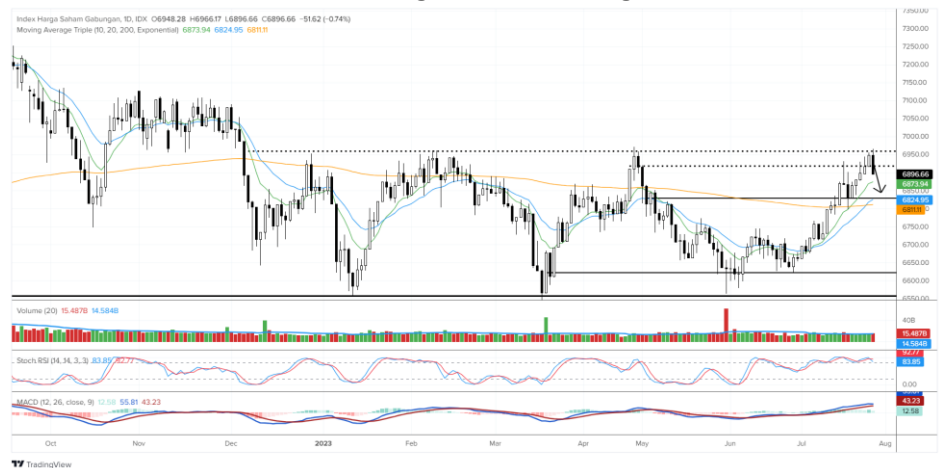 Index Harga Saham Gabungan, 1D, IDX O6948.28 H6966.17 L6896.66 C6896.66 -51.62 (-0.74%)
Moving Average Triple (10, 20, 200, Exponential) 6873.94 6824.95 6811.11
7350.00
7300.00
7250.00
7200.00
7150.00
7100.00
7050.00
7000.00
6950.00
6896.66
6873.94
6850.00
6824.95
6811.11
6750.00
6700.00
6650.00
6600.00
6550.00
Volume (20) 15.487B 14.584B
40B
15.487B
14.584B
Stoch RSI (14, 14, 3, 3) 83.85 92.77
92.77
83.85
0.00
MACD (12, 26, close, 9) 12.58 55.81 43.23
43.23
12.58
Oct Nov Dec 2023 Feb Mar Apr May Jun Jul Aug
TradingView